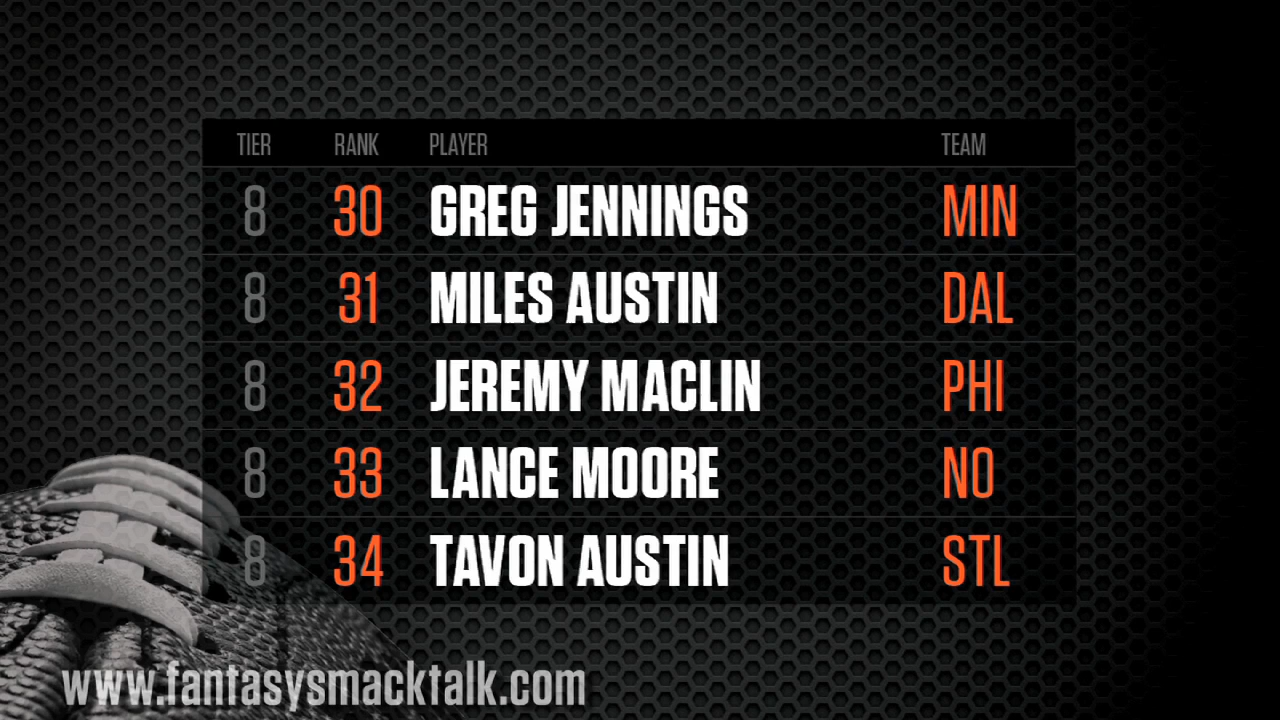 TIER RANK PLAYER TEAM
8 30 GREG JENNINGS MIN
8 31 MILES AUSTIN DAL
8 32 JEREMY MACLIN PHI
8 33 LANCE MOORE NO
8 34 TAVON AUSTIN STL
www.fantasysmacktalk.com